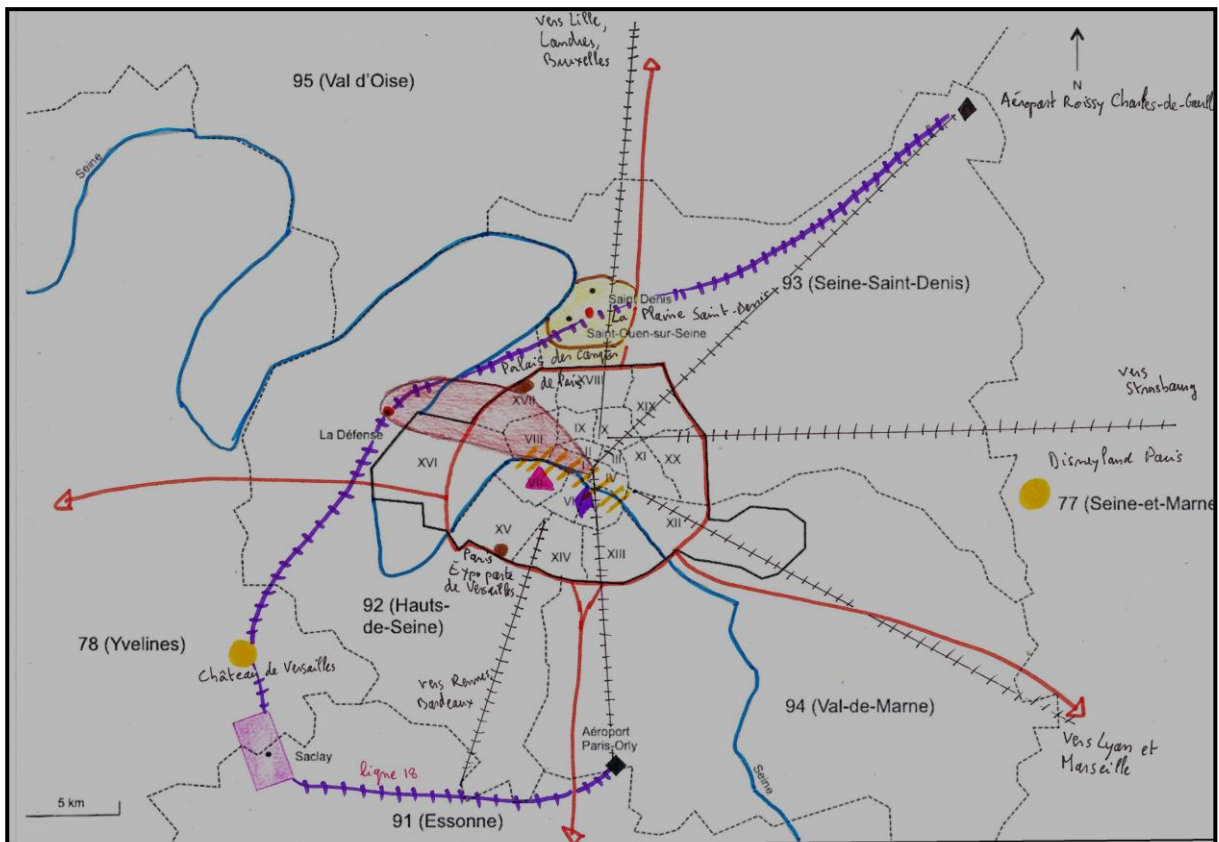 vers Lille,
Londres,
Bruxelles
N
95 (Val d'Oise)
Aéroport Roissy Charles-de-Gaull
Seine
93 (Seine-Saint-Denis)
Saint Denis
La Plaine Saint-Denis
Saint-Ouen-sur-Seine
Palais des Congrès
de Paris
XVIII
XVII
XIX
vers
Strasbourg
La Défense
IX
X
VIII
II
III
XI
XX
XVI
Disneyland Paris
VII
IV
77 (Seine-et-Marne
VI
XII
XV
XIV
XIII
Paris
Expo porte
de Versailles
92 (Hauts-
de-Seine)
78 (Yvelines)
Château de Versailles
vers Rennes,
Bordeaux
94 (Val-de-Marne)
Aéroport
Paris-Orly
vers Lyon et
Marseille
Saclay
ligne 18
Seine
5 km
91 (Essonne)